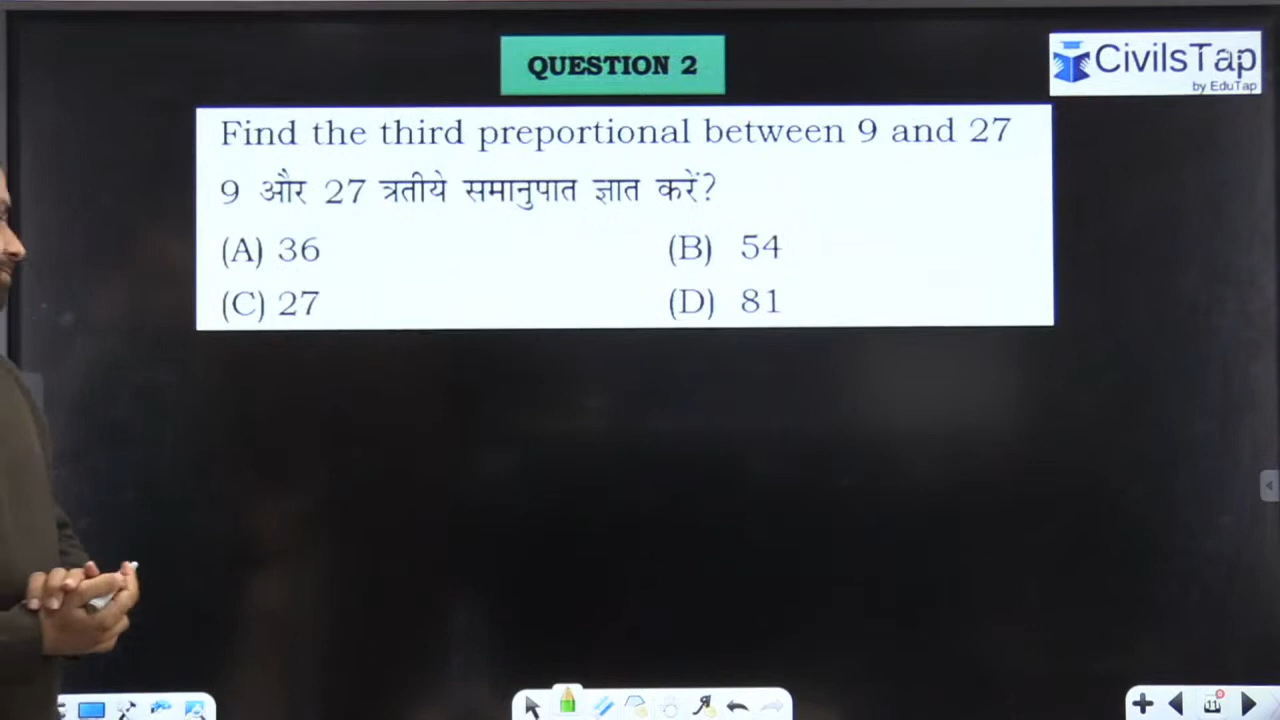 QUESTION 2
CivilsTap
by EduTap
Find the third preportional between 9 and 27
9 और 27 त्रतीये समानुपात ज्ञात करें?
(A) 36
(B) 54
(C) 27
(D) 81
11